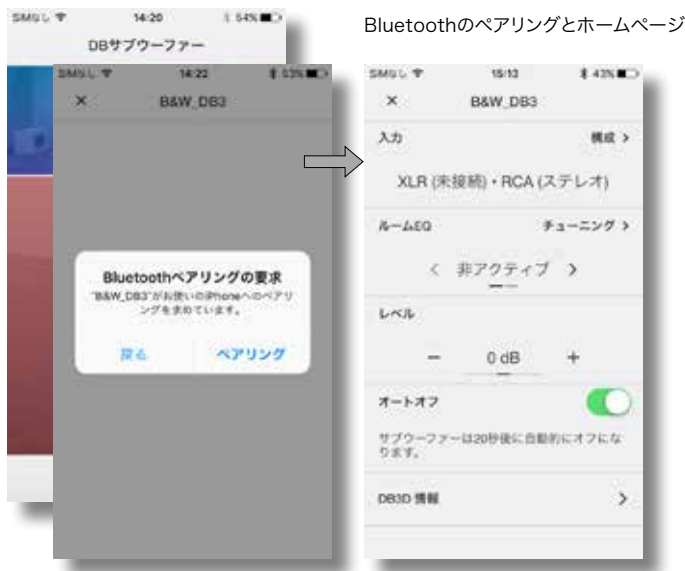 Bluetoothのペアリングとホームページ
SIMなし 14:20 54%
DBサブウーファー
SIMなし 14:22 53%
× B&W_DB3
Bluetoothペアリングの要求
"B&W_DB3"がお使いのiPhoneへのペアリ
ングを求めています。
戻る ペアリング
SIMなし 15:13 43%
× B&W_DB3
入力 構成 >
XLR (未接続)・RCA (ステレオ)
ルームEQ チューニング >
< 非アクティブ >
レベル
− 0 dB +
オートオフ
サブウーファーは20秒後に自動的にオフにな
ります。
DB3D 情報 >